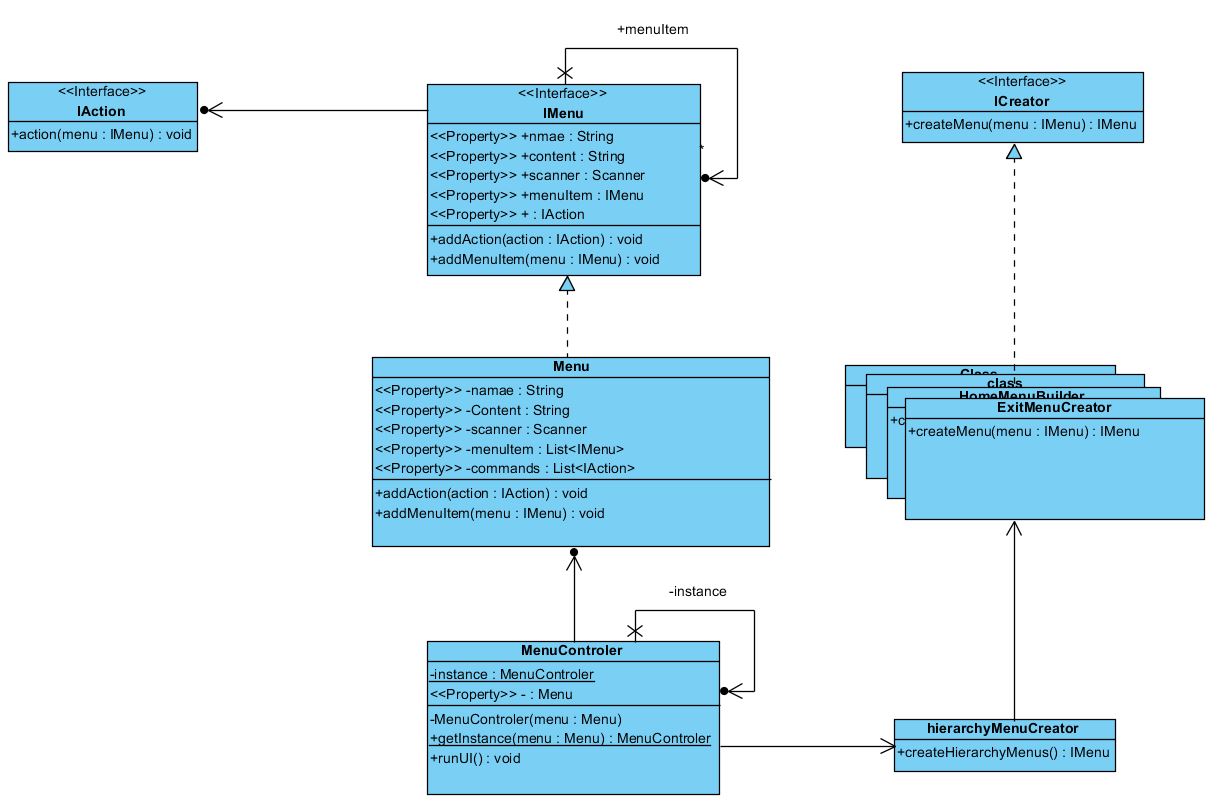 +menuItem
<<Interface>>
IAction
+action(menu : IMenu) : void
<<Interface>>
IMenu
<<Property>> +nmae : String
<<Property>> +content : String
<<Property>> +scanner : Scanner
<<Property>> +menuItem : IMenu
<<Property>> + : IAction
+addAction(action : IAction) : void
+addMenuItem(menu : IMenu) : void
*
<<Interface>>
ICreator
+createMenu(menu : IMenu) : IMenu
Menu
<<Property>> -namae : String
<<Property>> -Content : String
<<Property>> -scanner : Scanner
<<Property>> -menuItem : List<IMenu>
<<Property>> -commands : List<IAction>
+addAction(action : IAction) : void
+addMenuItem(menu : IMenu) : void
Class
class
HomeMenuBuilder
+c
ExitMenuCreator
+createMenu(menu : IMenu) : IMenu
-instance
MenuControler
-instance : MenuControler
<<Property>> - : Menu
-MenuControler(menu : Menu)
+getInstance(menu : Menu) : MenuControler
+runUI() : void
hierarchyMenuCreator
+createHierarchyMenus() : IMenu